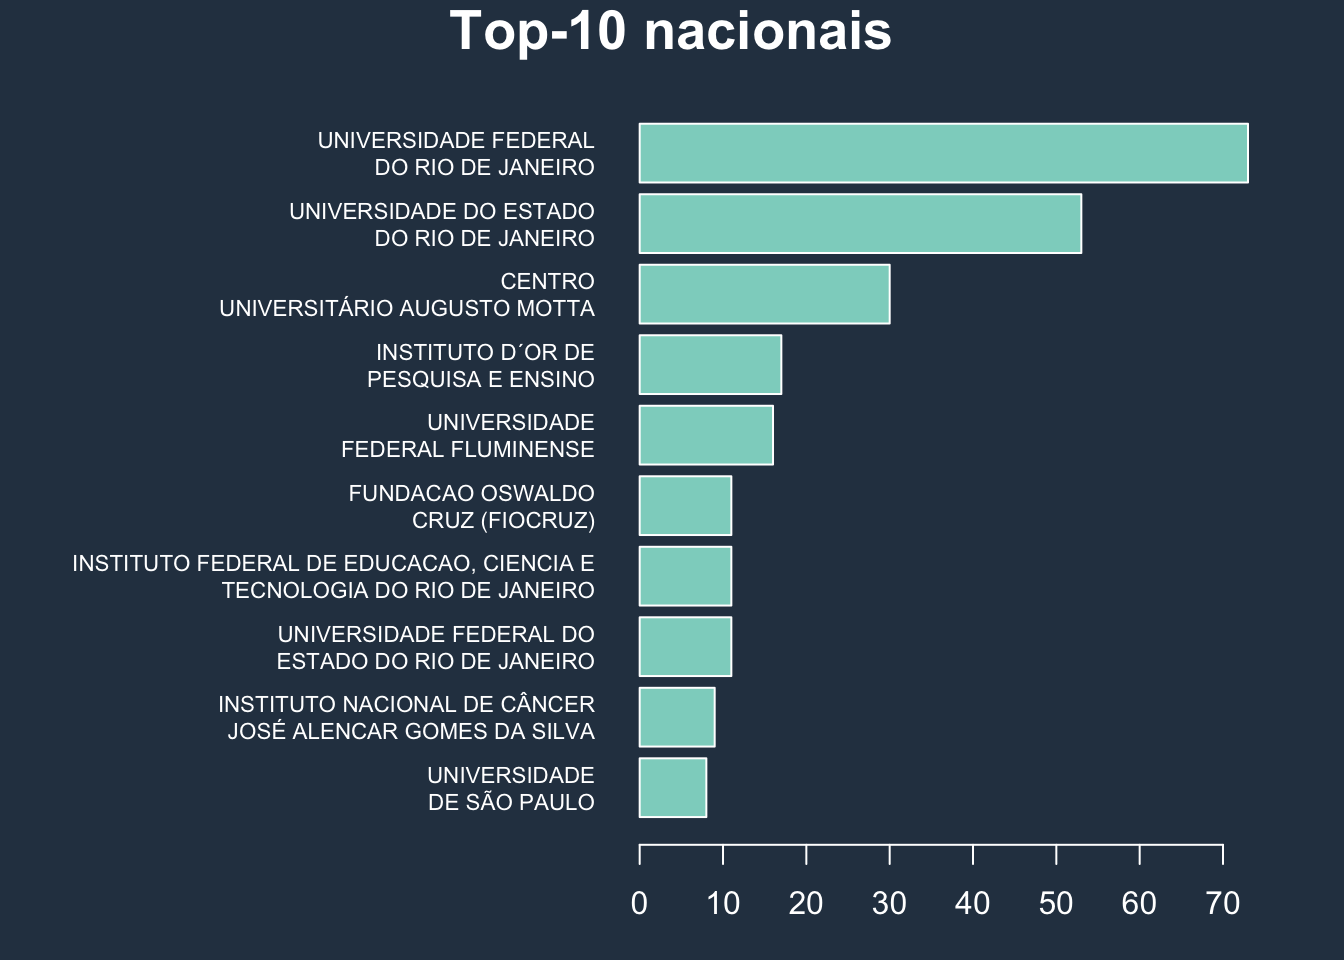 Top-10 nacionais
UNIVERSIDADE FEDERAL
DO RIO DE JANEIRO
UNIVERSIDADE DO ESTADO
DO RIO DE JANEIRO
CENTRO
UNIVERSITÁRIO AUGUSTO MOTTA
INSTITUTO D´OR DE
PESQUISA E ENSINO
UNIVERSIDADE
FEDERAL FLUMINENSE
FUNDACAO OSWALDO
CRUZ (FIOCRUZ)
INSTITUTO FEDERAL DE EDUCACAO, CIENCIA E
TECNOLOGIA DO RIO DE JANEIRO
UNIVERSIDADE FEDERAL DO
ESTADO DO RIO DE JANEIRO
INSTITUTO NACIONAL DE CÂNCER
JOSÉ ALENCAR GOMES DA SILVA
UNIVERSIDADE
DE SÃO PAULO
0 10 20 30 40 50 60 70